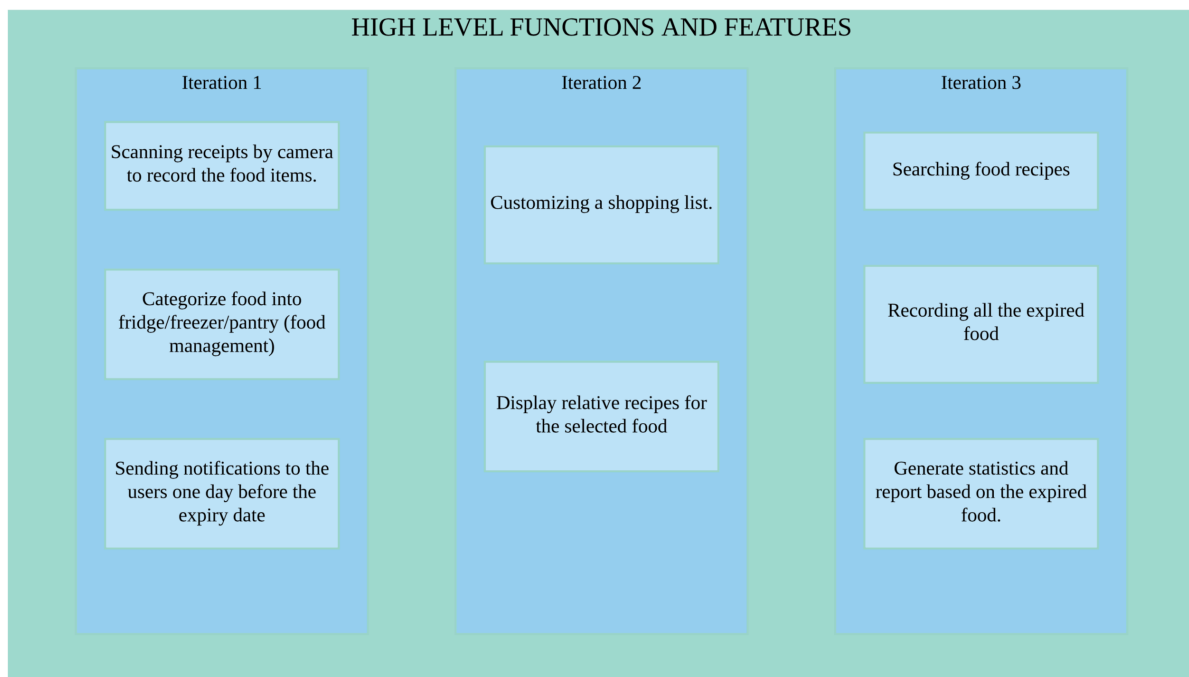 HIGH LEVEL FUNCTIONS AND FEATURES
Iteration 1
Scanning receipts by camera
to record the food items.
Categorize food into
fridge/freezer/pantry (food
management)
Sending notifications to the
users one day before the
expiry date
Iteration 2
Customizing a shopping list.
Display relative recipes for
the selected food
Iteration 3
Searching food recipes
Recording all the expired
food
Generate statistics and
report based on the expired
food.